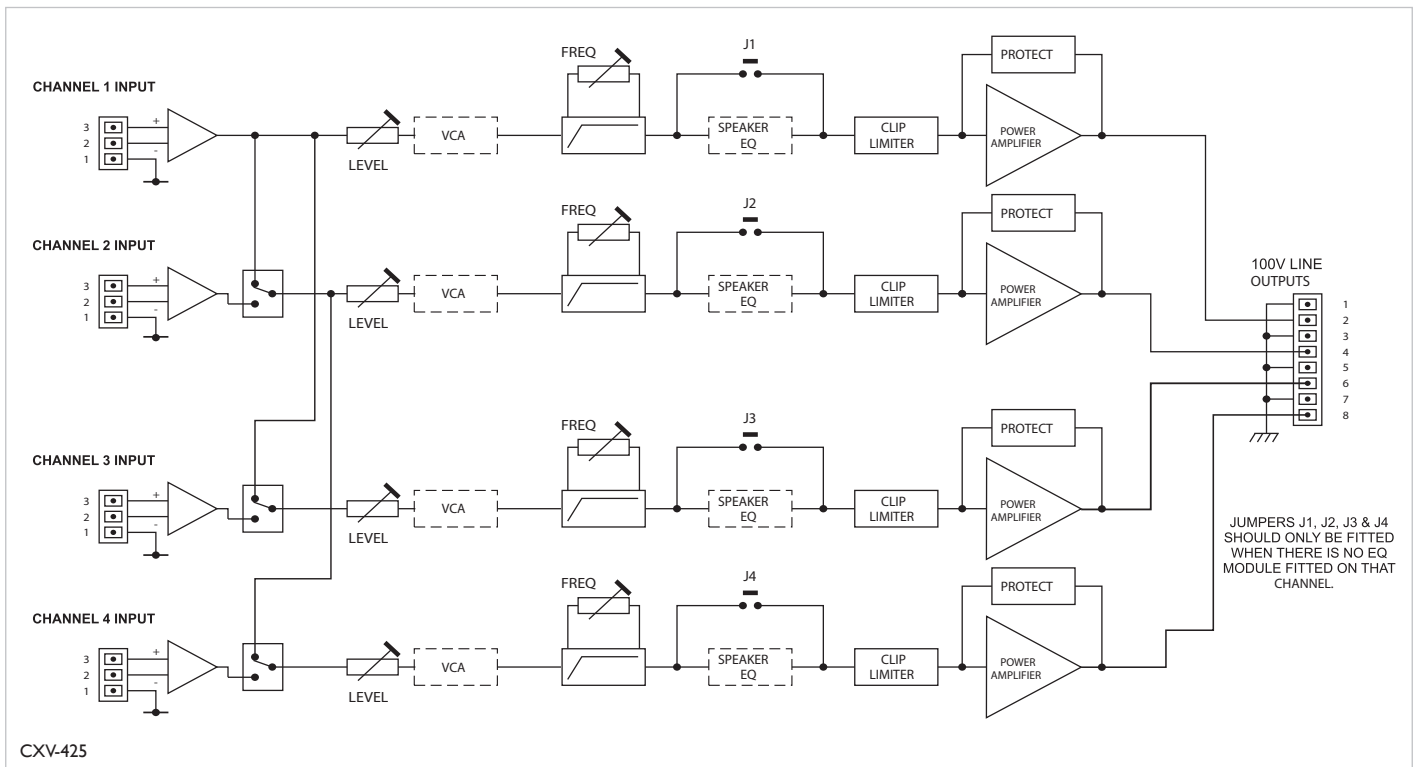 CHANNEL 1 INPUT
3
2
1
+
-
LEVEL
VCA
FREQ
J1
SPEAKER
EQ
CLIP
LIMITER
PROTECT
POWER
AMPLIFIER
CHANNEL 2 INPUT
3
2
1
+
-
LEVEL
VCA
FREQ
J2
SPEAKER
EQ
CLIP
LIMITER
PROTECT
POWER
AMPLIFIER
CHANNEL 3 INPUT
3
2
1
+
-
LEVEL
VCA
FREQ
J3
SPEAKER
EQ
CLIP
LIMITER
PROTECT
POWER
AMPLIFIER
CHANNEL 4 INPUT
3
2
1
+
-
LEVEL
VCA
FREQ
J4
SPEAKER
EQ
CLIP
LIMITER
PROTECT
POWER
AMPLIFIER
100V LINE
OUTPUTS
1
2
3
4
5
6
7
8
JUMPERS J1, J2, J3 & J4
SHOULD ONLY BE FITTED
WHEN THERE IS NO EQ
MODULE FITTED ON THAT
CHANNEL.
CXV-425